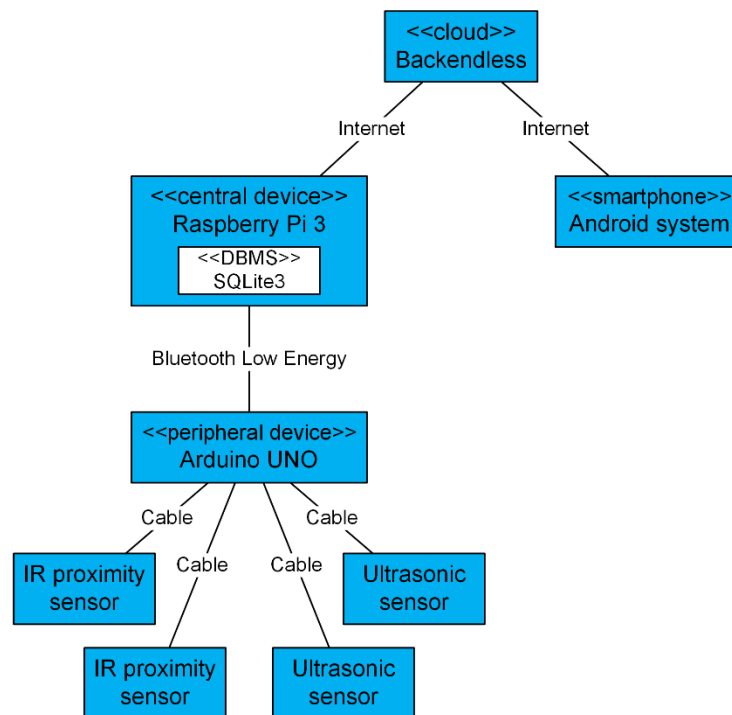 <<cloud>>
Backendless
Internet
Internet
<<central device>>
Raspberry Pi 3
<<DBMS>>
SQLite3
<<smartphone>>
Android system
Bluetooth Low Energy
<<peripheral device>>
Arduino UNO
Cable
Cable
Cable
Cable
IR proximity
sensor
Ultrasonic
sensor
IR proximity
sensor
Ultrasonic
sensor